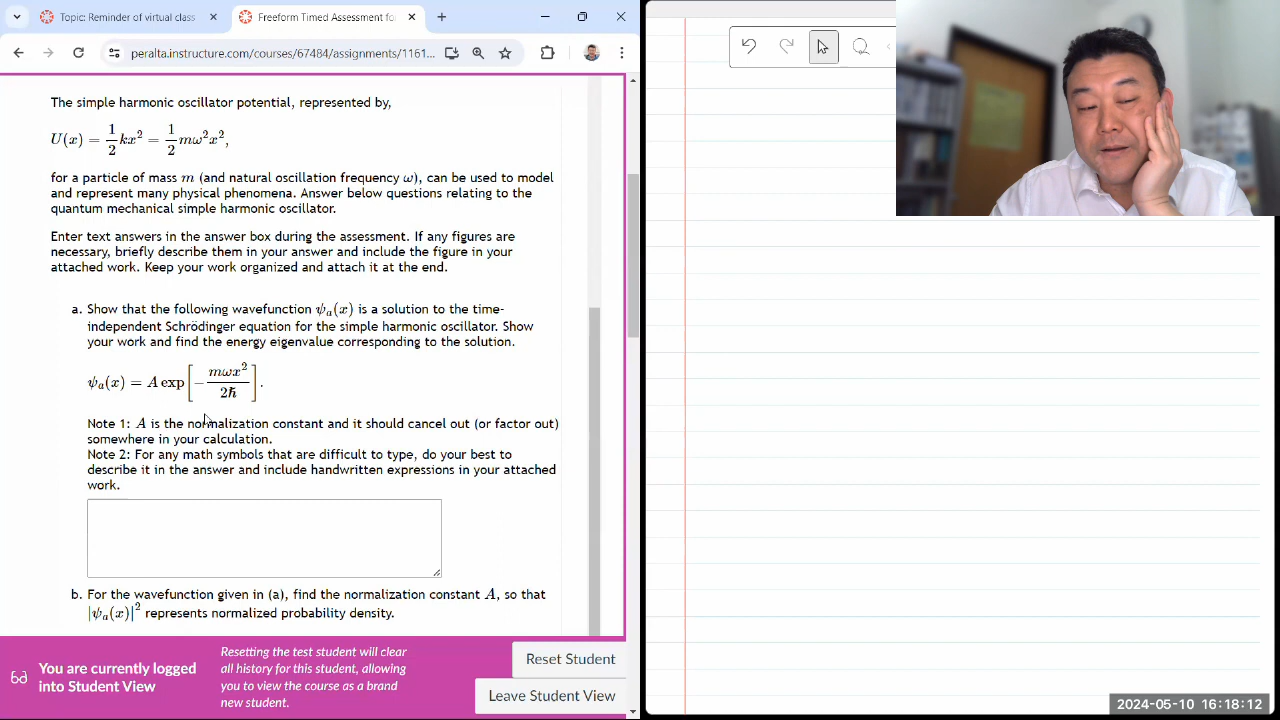 Topic: Reminder of virtual class
Freeform Timed Assessment fo
peralta.instructure.com/courses/67484/assignments/1161...
The simple harmonic oscillator potential, represented by,
U(x) = 1/2 kx² = 1/2 mω²x²,
for a particle of mass m (and natural oscillation frequency ω), can be used to model
and represent many physical phenomena. Answer below questions relating to the
quantum mechanical simple harmonic oscillator.
Enter text answers in the answer box during the assessment. If any figures are
necessary, briefly describe them in your answer and include the figure in your
attached work. Keep your work organized and attach it at the end.
a. Show that the following wavefunction ψₐ(x) is a solution to the time-
independent Schrödinger equation for the simple harmonic oscillator. Show
your work and find the energy eigenvalue corresponding to the solution.
ψₐ(x) = A exp[−mωx²/2ℏ].
Note 1: A is the normalization constant and it should cancel out (or factor out)
somewhere in your calculation.
Note 2: For any math symbols that are difficult to type, do your best to
describe it in the answer and include handwritten expressions in your attached
work.
b. For the wavefunction given in (a), find the normalization constant A, so that
|ψₐ(x)|² represents normalized probability density.
You are currently logged
into Student View
Resetting the test student will clear
all history for this student, allowing
you to view the course as a brand
new student.
Reset Student
Leave Student View
2024-05-10 16:18:12